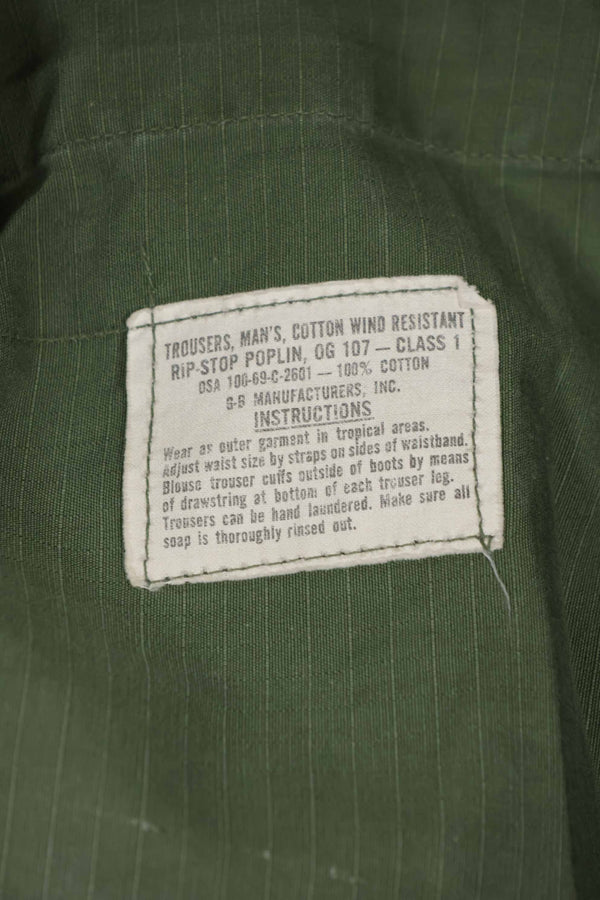 TROUSERS, MAN'S, COTTON WIND RESISTANT
RIP-STOP POPLIN, OG 107 — CLASS 1
DSA 100-69-C-2601 — 100% COTTON
G-B MANUFACTURERS, INC.
INSTRUCTIONS
Wear as outer garment in tropical areas.
Adjust waist size by straps on sides of waistband.
Blouse trouser cuffs outside of boots by means
of drawstring at bottom of each trouser leg.
Trousers can be hand laundered. Make sure all
soap is thoroughly rinsed out.